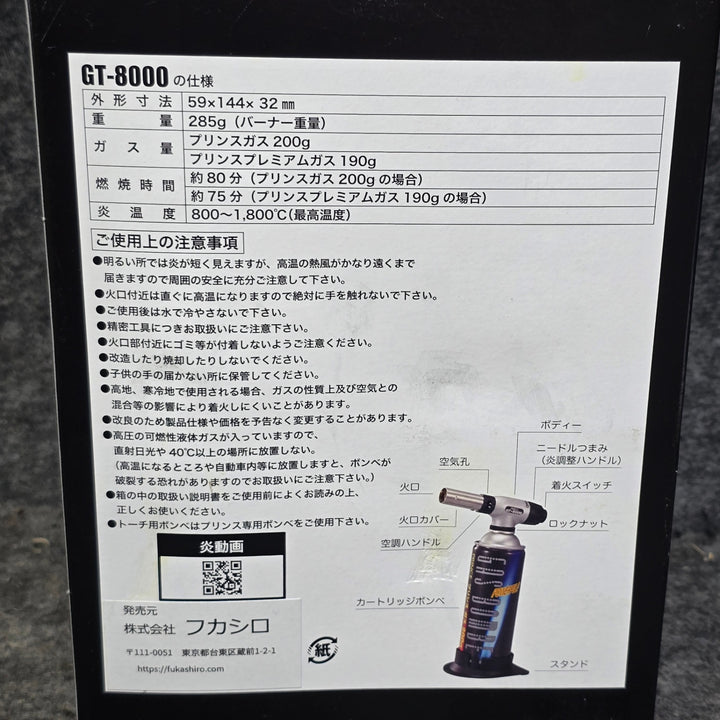 GT-8000 の仕様
外形寸法 59×144×32㎜
重量 285g（バーナー重量）
ガス量 プリンスガス 200g
プリンスプレミアムガス 190g
燃焼時間 約 80 分（プリンスガス 200g の場合）
約 75 分（プリンスプレミアムガス 190g の場合）
炎温度 800〜1,800℃（最高温度）
ご使用上の注意事項
●明るい所では炎が短く見えますが、高温の熱風がかなり遠くまで
届きますので周囲の安全に充分ご注意して下さい。
●火口付近は直ぐに高温になりますので絶対に手を触れないで下さい。
●ご使用後は水で冷やさないで下さい。
●精密工具につきお取扱いにご注意下さい。
●火口部付近にゴミ等が付着しないようご注意ください。
●改造したり焼却したりしないでください。
●子供の手の届かない所に保管してください。
●高地、寒冷地で使用される場合、ガスの性質上及び空気との
混合等の影響により着火しにくいことがあります。
●改良のため製品仕様や価格を予告なく変更することがあります。
●高圧の可燃性液体ガスが入っていますので、
直射日光や 40℃以上の場所に放置しない。
（高温になるところや自動車内等に放置しますと、ボンベが
破裂する恐れがありますのでお取扱いにご注意下さい。）
●箱の中の取扱い説明書をご使用前によくお読みの上、
正しくお使いください。
●トーチ用ボンベはプリンス専用ボンベをご使用下さい。
ボディー
ニードルつまみ
（炎調整ハンドル）
空気孔
着火スイッチ
火口
火口カバー
ロックナット
空調ハンドル
カートリッジボンベ
スタンド
炎動画
発売元
株式会社 フカシロ
〒111-0051 東京都台東区蔵前1-2-1
https://fukashiro.com
紙